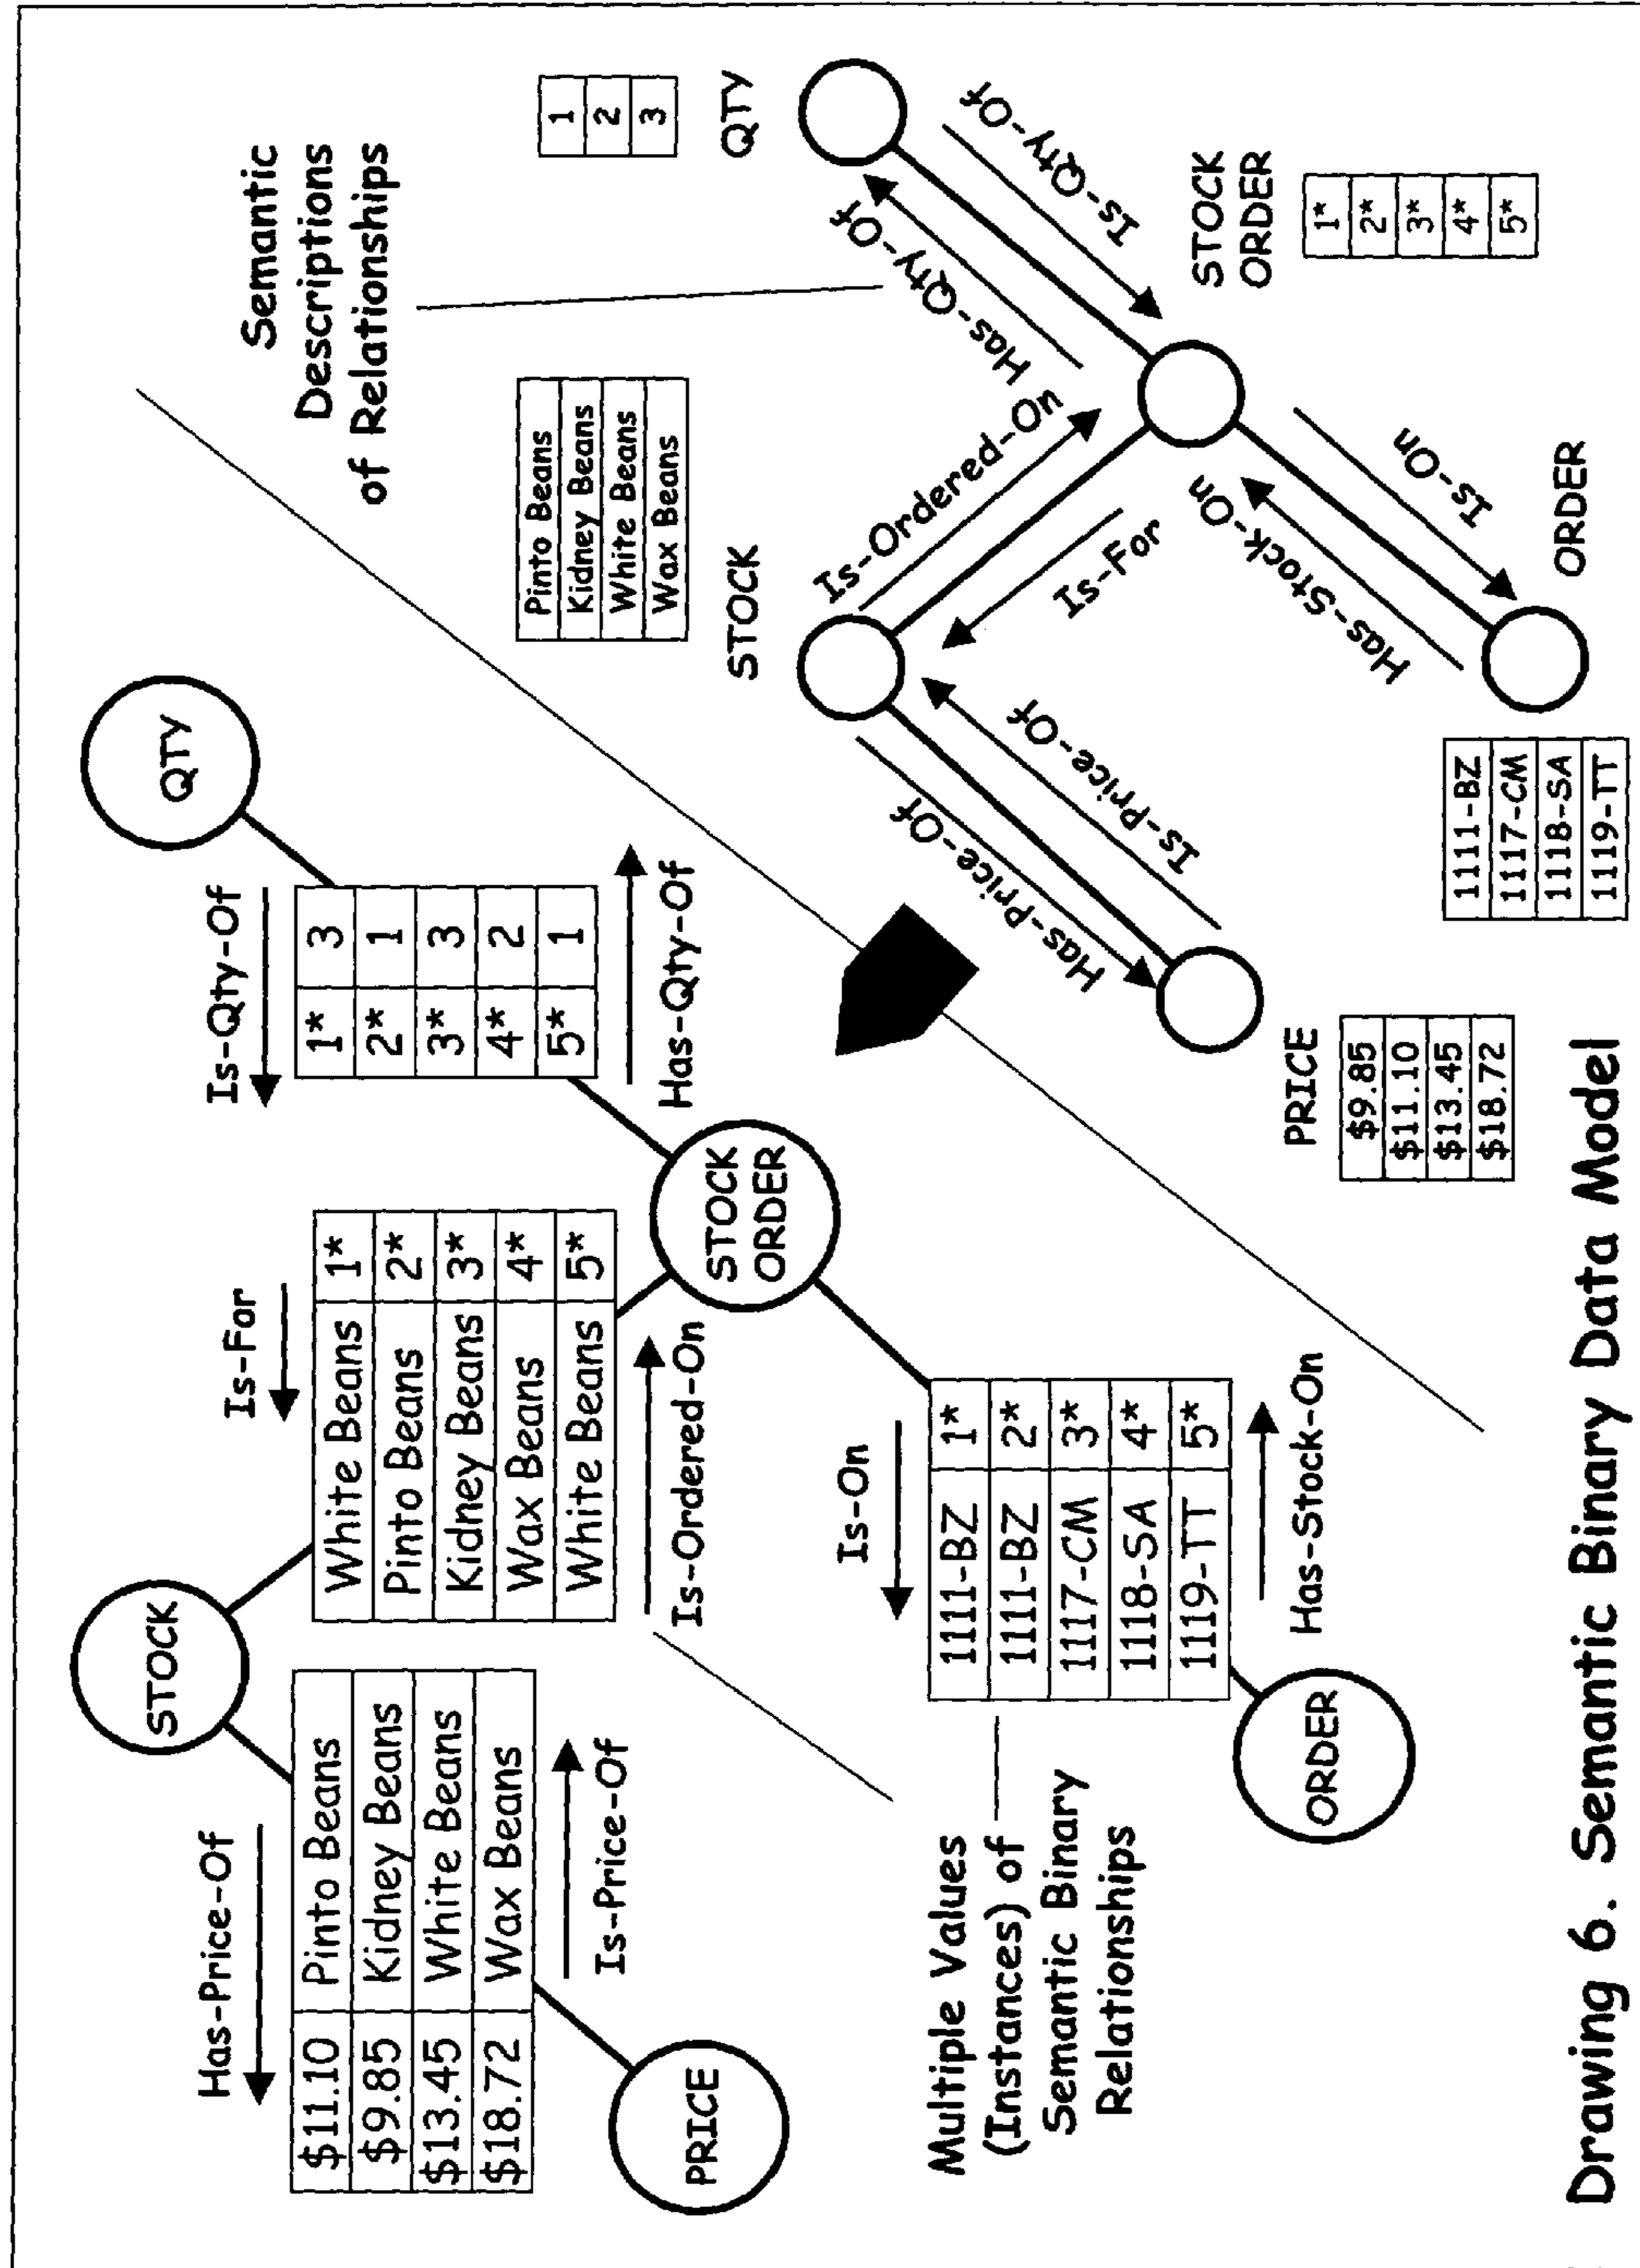 Has-Price-Of
$11.10 Pinto Beans
$9.85 Kidney Beans
$13.45 White Beans
$18.72 Wax Beans
Is-Price-Of
PRICE
STOCK
Is-For
White Beans 1*
Pinto Beans 2*
Kidney Beans 3*
Wax Beans 4*
White Beans 5*
Is-Ordered-On
STOCK
ORDER
Is-Qty-Of
1* 3
2* 1
3* 3
4* 2
5* 1
Has-Qty-Of
QTY
Is-On
1111-BZ 1*
1111-BZ 2*
1117-CM 3*
1118-SA 4*
1119-TT 5*
Has-Stock-On
ORDER
Multiple Values
(Instances) of
Semantic Binary
Relationships
Semantic
Descriptions
of Relationships
Pinto Beans
Kidney Beans
White Beans
Wax Beans
STOCK
1
2
3
QTY
Has-Qty-Of
Is-Qty-Of
Is-Ordered-On
Is-For
STOCK
ORDER
1*
2*
3*
4*
5*
Has-Price-Of
Is-Price-Of
Has-Stock-On
Is-On
PRICE
$9.85
$11.10
$13.45
$18.72
ORDER
1111-BZ
1117-CM
1118-SA
1119-TT
Drawing 6. Semantic Binary Data Model